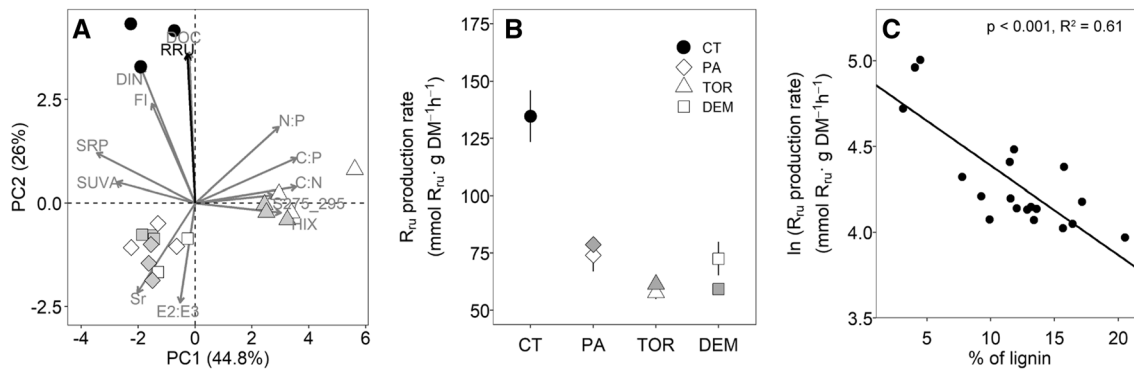 A
DOC
RRU
DIN
FI
N:P
SRP
C:P
SUVA
C:N
S275_295
HIX
Sr
E2:E3
2.5
0.0
-2.5
PC2 (26%)
-4 -2 0 2 4 6
PC1 (44.8%)
B
CT
PA
TOR
DEM
175
150
125
100
75
50
Rru production rate
(mmol Rru· g DM−1h−1)
CT PA TOR DEM
C
p < 0.001, R2 = 0.61
5.0
4.5
4.0
3.5
ln (Rru production rate)
(mmol Rru· g DM−1h−1)
5 10 15 20
% of lignin